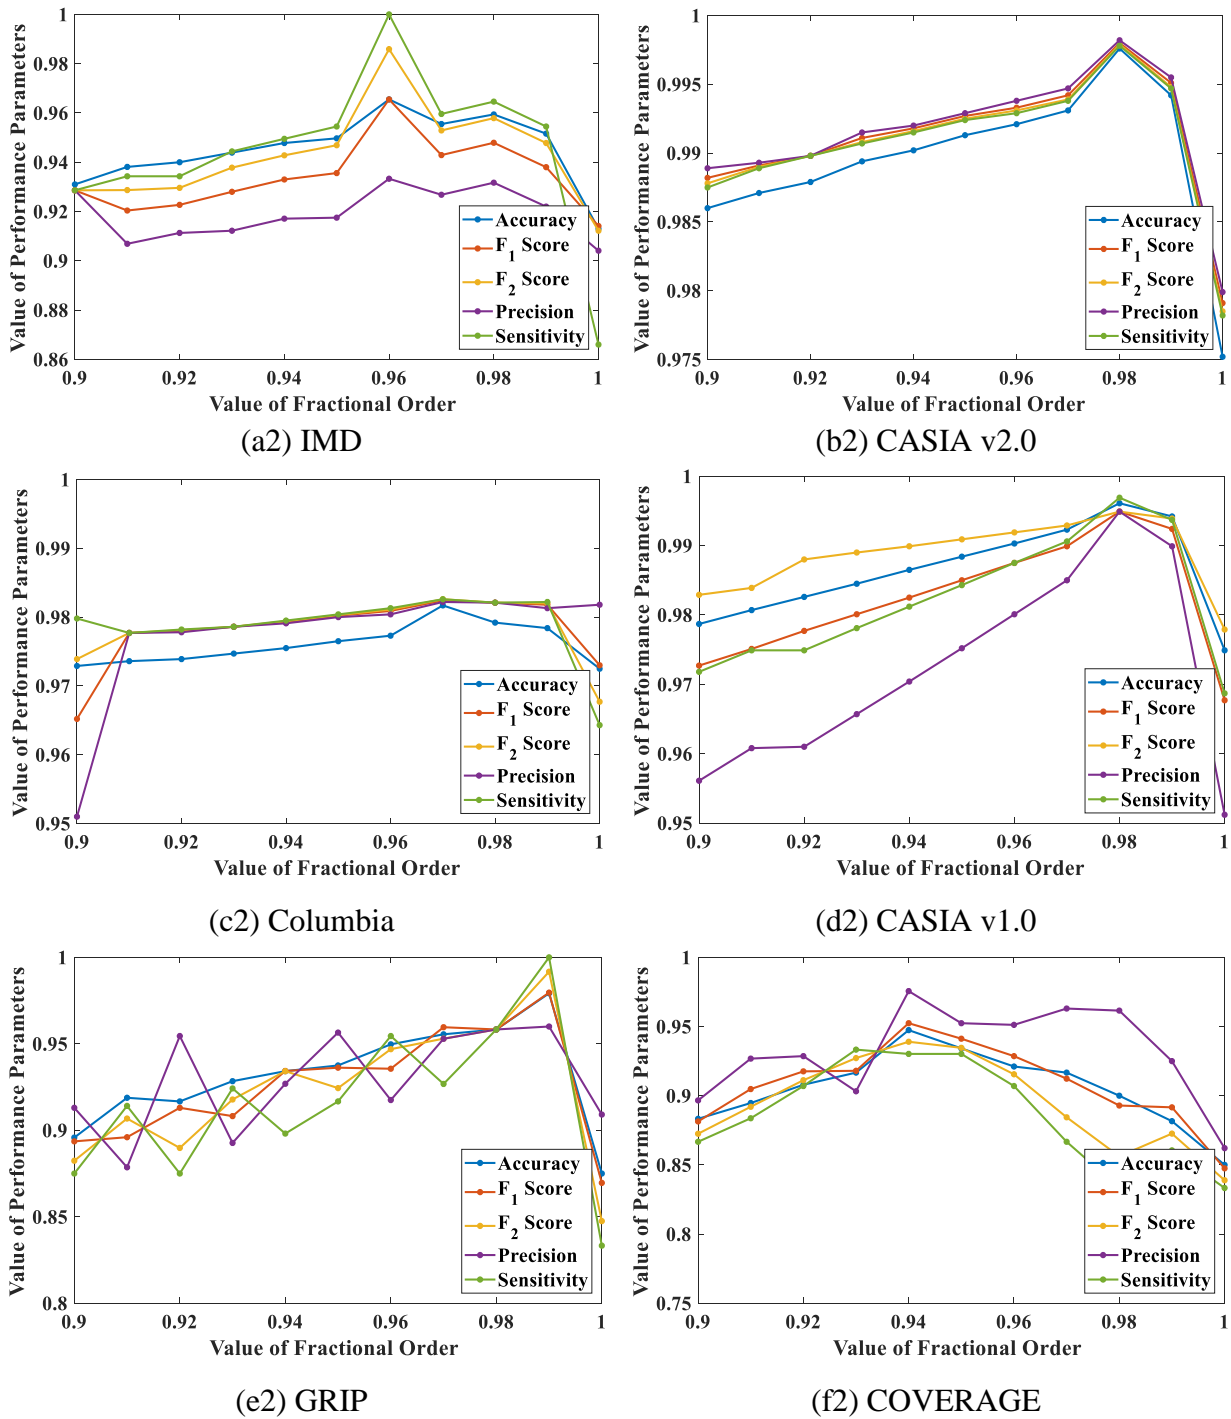 Value of Performance Parameters
1
0.98
0.96
0.94
0.92
0.9
0.88
0.86
0.9
0.92
0.94
0.96
0.98
1
Value of Fractional Order
Accuracy
F1 Score
F2 Score
Precision
Sensitivity
(a2) IMD
Value of Performance Parameters
1
0.995
0.99
0.985
0.98
0.975
0.9
0.92
0.94
0.96
0.98
1
Value of Fractional Order
Accuracy
F1 Score
F2 Score
Precision
Sensitivity
(b2) CASIA v2.0
Value of Performance Parameters
1
0.99
0.98
0.97
0.96
0.95
0.9
0.92
0.94
0.96
0.98
1
Value of Fractional Order
Accuracy
F1 Score
F2 Score
Precision
Sensitivity
(c2) Columbia
Value of Performance Parameters
1
0.99
0.98
0.97
0.96
0.95
0.9
0.92
0.94
0.96
0.98
1
Value of Fractional Order
Accuracy
F1 Score
F2 Score
Precision
Sensitivity
(d2) CASIA v1.0
Value of Performance Parameters
1
0.95
0.9
0.85
0.8
0.9
0.92
0.94
0.96
0.98
1
Value of Fractional Order
Accuracy
F1 Score
F2 Score
Precision
Sensitivity
(e2) GRIP
Value of Performance Parameters
1
0.95
0.9
0.85
0.8
0.75
0.9
0.92
0.94
0.96
0.98
1
Value of Fractional Order
Accuracy
F1 Score
F2 Score
Precision
Sensitivity
(f2) COVERAGE